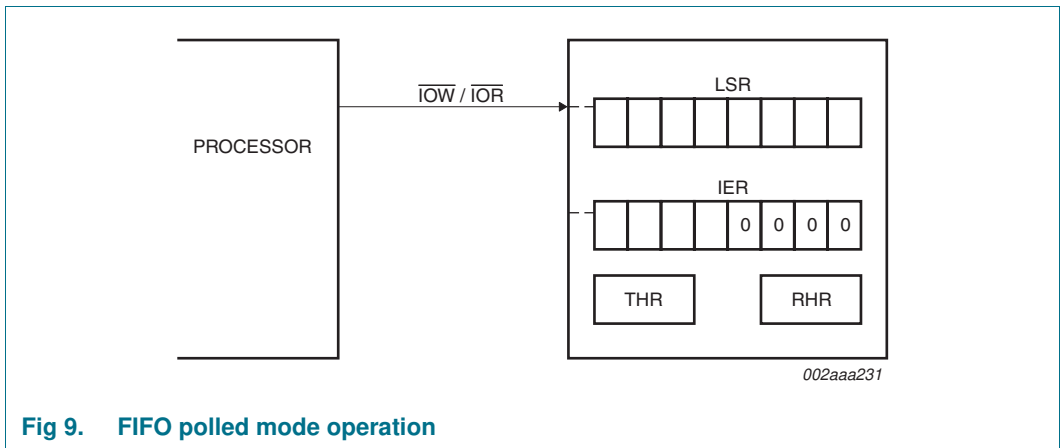 IOW / IOR
PROCESSOR
LSR
IER
0 0 0 0
THR RHR
002aaa231
Fig 9. FIFO polled mode operation